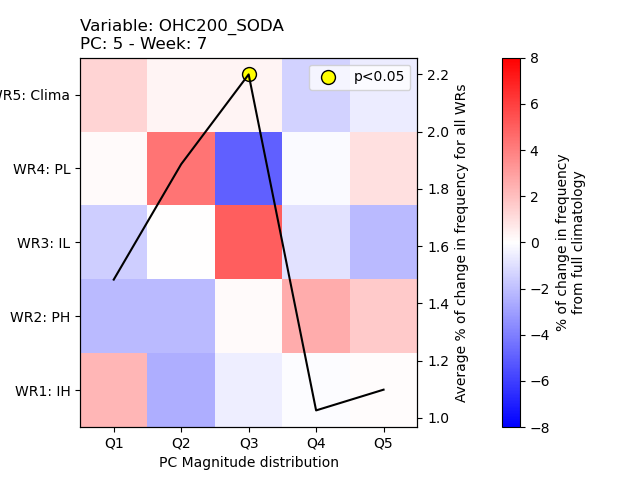 Variable: OHC200_SODA
PC: 5 - Week: 7
p<0.05
WR5: Clima
WR4: PL
WR3: IL
WR2: PH
WR1: IH
Q1 Q2 Q3 Q4 Q5
PC Magnitude distribution
2.2
2.0
1.8
1.6
1.4
1.2
1.0
Average % of change in frequency for all WRs
8
6
4
2
0
−2
−4
−6
−8
% of change in frequency
from full climatology